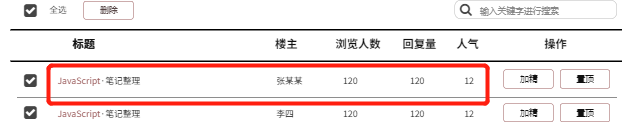 全选 删除 输入关键字进行搜索
标题 楼主 浏览人数 回复量 人气 操作
JavaScript·笔记整理 张某某 120 120 12 加精 置顶
JavaScript·笔记整理 李四 120 120 12 加精 置顶